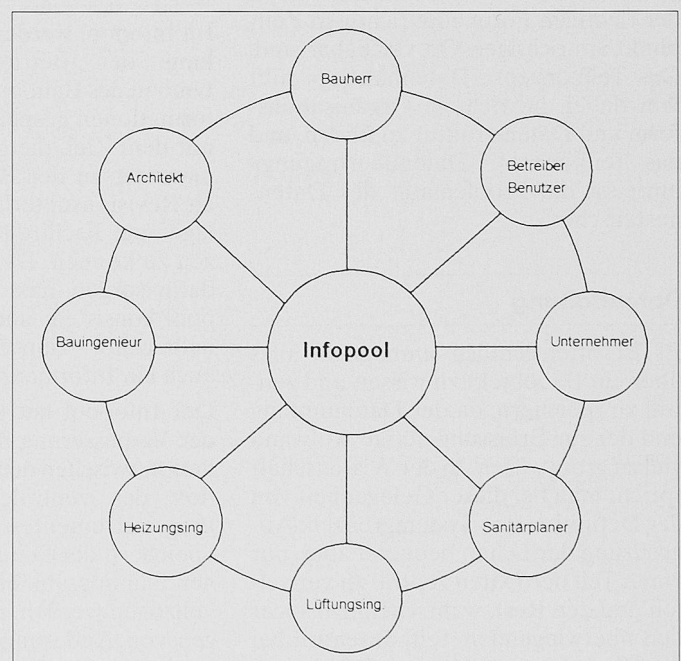 Bauherr
Architekt
Betreiber
Benutzer
Bauingenieur
Infopool
Unternehmer
Heizungsing
Sanitärplaner
Lüftungsing.